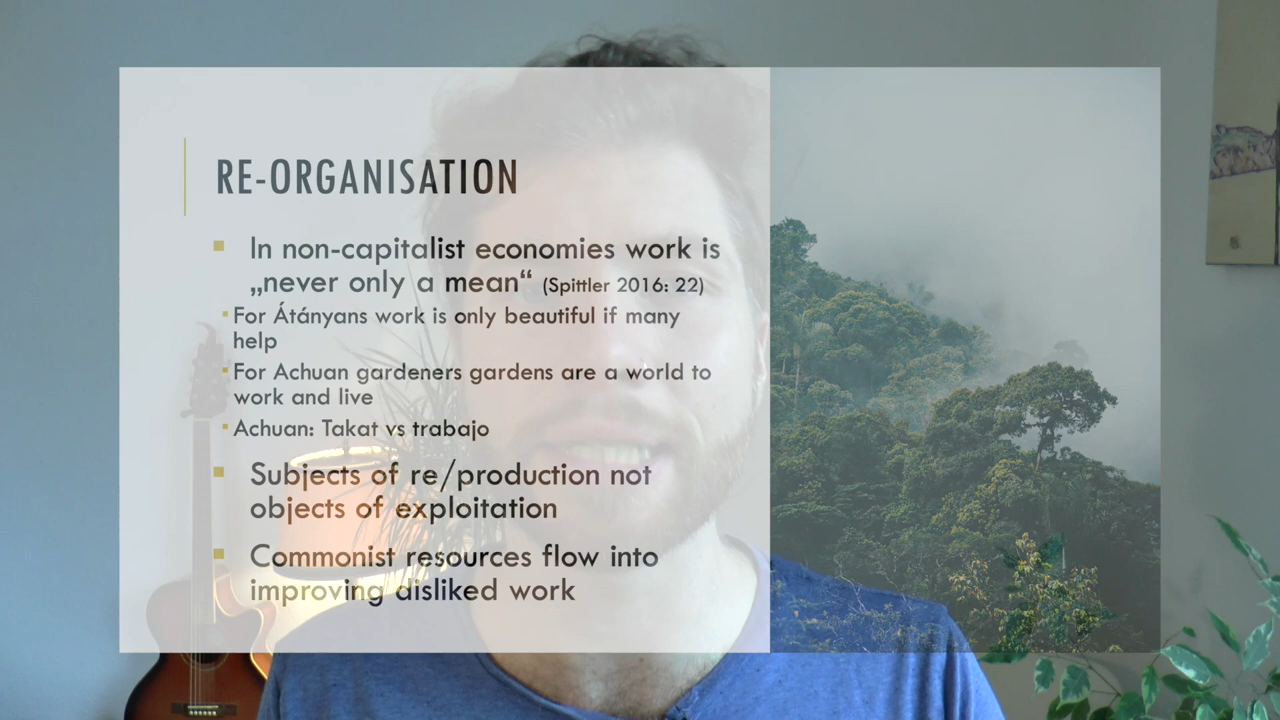 RE-ORGANISATION
In non-capitalist economies work is
„never only a mean“ (Spittler 2016: 22)
For Átányans work is only beautiful if many
help
For Achuan gardeners gardens are a world to
work and live
Achuan: Takat vs trabajo
Subjects of re/production not
objects of exploitation
Commonist resources flow into
improving disliked work